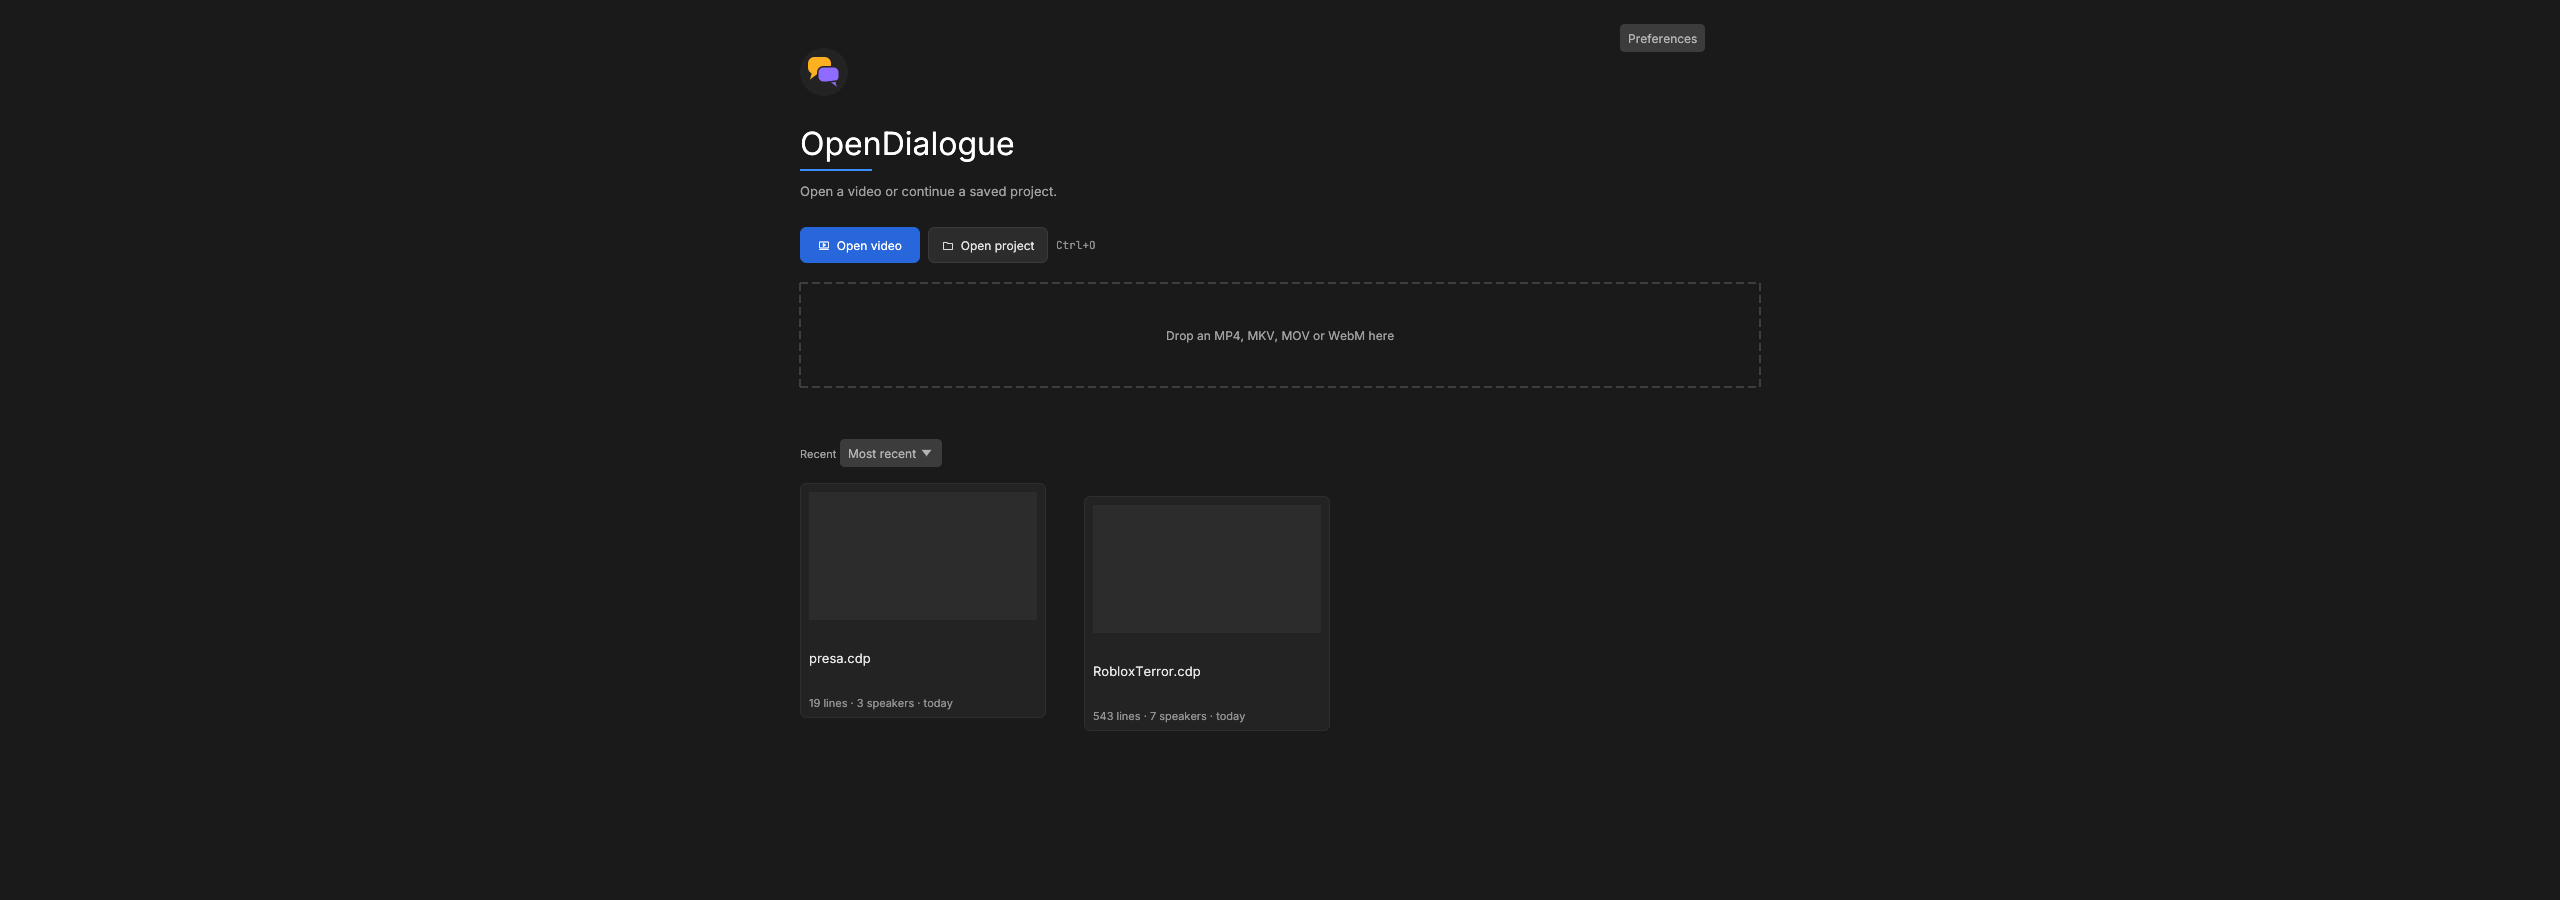 Preferences
OpenDialogue
Open a video or continue a saved project.
Open video
Open project
Ctrl+O
Drop an MP4, MKV, MOV or WebM here
Recent
Most recent
presa.cdp
19 lines · 3 speakers · today
RobloxTerror.cdp
543 lines · 7 speakers · today